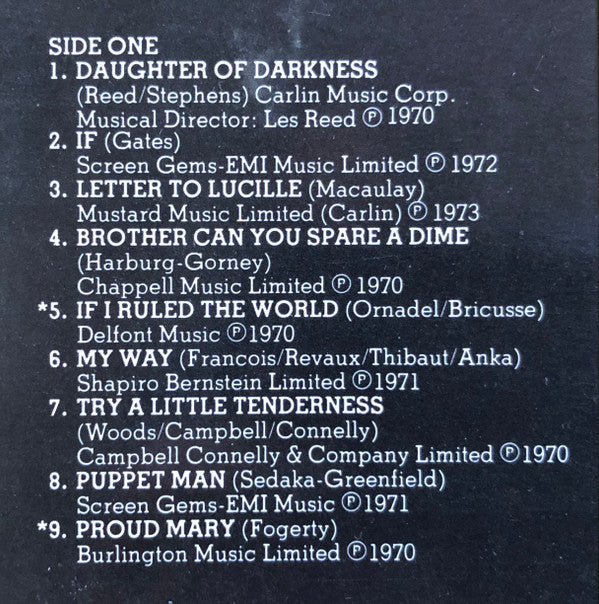 SIDE ONE
1. DAUGHTER OF DARKNESS
(Reed/Stephens) Carlin Music Corp.
Musical Director: Les Reed ℗ 1970
2. IF (Gates)
Screen Gems-EMI Music Limited ℗ 1972
3. LETTER TO LUCILLE (Macaulay)
Mustard Music Limited (Carlin) ℗ 1973
4. BROTHER CAN YOU SPARE A DIME
(Harburg-Gorney)
Chappell Music Limited ℗ 1970
*5. IF I RULED THE WORLD (Ornadel/Bricusse)
Delfont Music ℗ 1970
6. MY WAY (Francois/Revaux/Thibaut/Anka)
Shapiro Bernstein Limited ℗ 1971
7. TRY A LITTLE TENDERNESS
(Woods/Campbell/Connelly)
Campbell Connelly & Company Limited ℗ 1970
8. PUPPET MAN (Sedaka-Greenfield)
Screen Gems-EMI Music ℗ 1971
*9. PROUD MARY (Fogerty)
Burlington Music Limited ℗ 1970